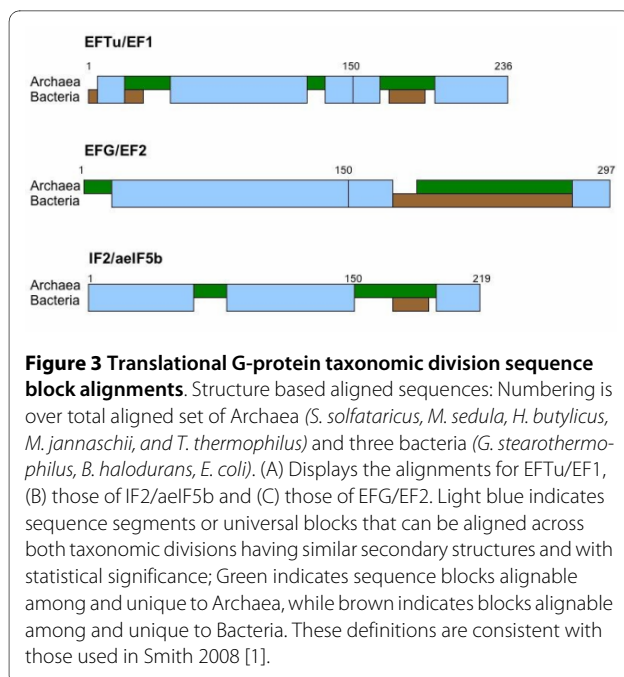 EFTu/EF1
1 150 236
Archaea
Bacteria
EFG/EF2
1 150 297
Archaea
Bacteria
IF2/aeIF5b
1 150 219
Archaea
Bacteria
Figure 3 Translational G-protein taxonomic division sequence
block alignments. Structure based aligned sequences: Numbering is
over total aligned set of Archaea (S. solfataricus, M. sedula, H. butylicus,
M. jannaschii, and T. thermophilus) and three bacteria (G. stearothermo-
philus, B. halodurans, E. coli). (A) Displays the alignments for EFTu/EF1,
(B) those of IF2/aeIF5b and (C) those of EFG/EF2. Light blue indicates
sequence segments or universal blocks that can be aligned across
both taxonomic divisions having similar secondary structures and with
statistical significance; Green indicates sequence blocks alignable
among and unique to Archaea, while brown indicates blocks alignable
among and unique to Bacteria. These definitions are consistent with
those used in Smith 2008 [1].